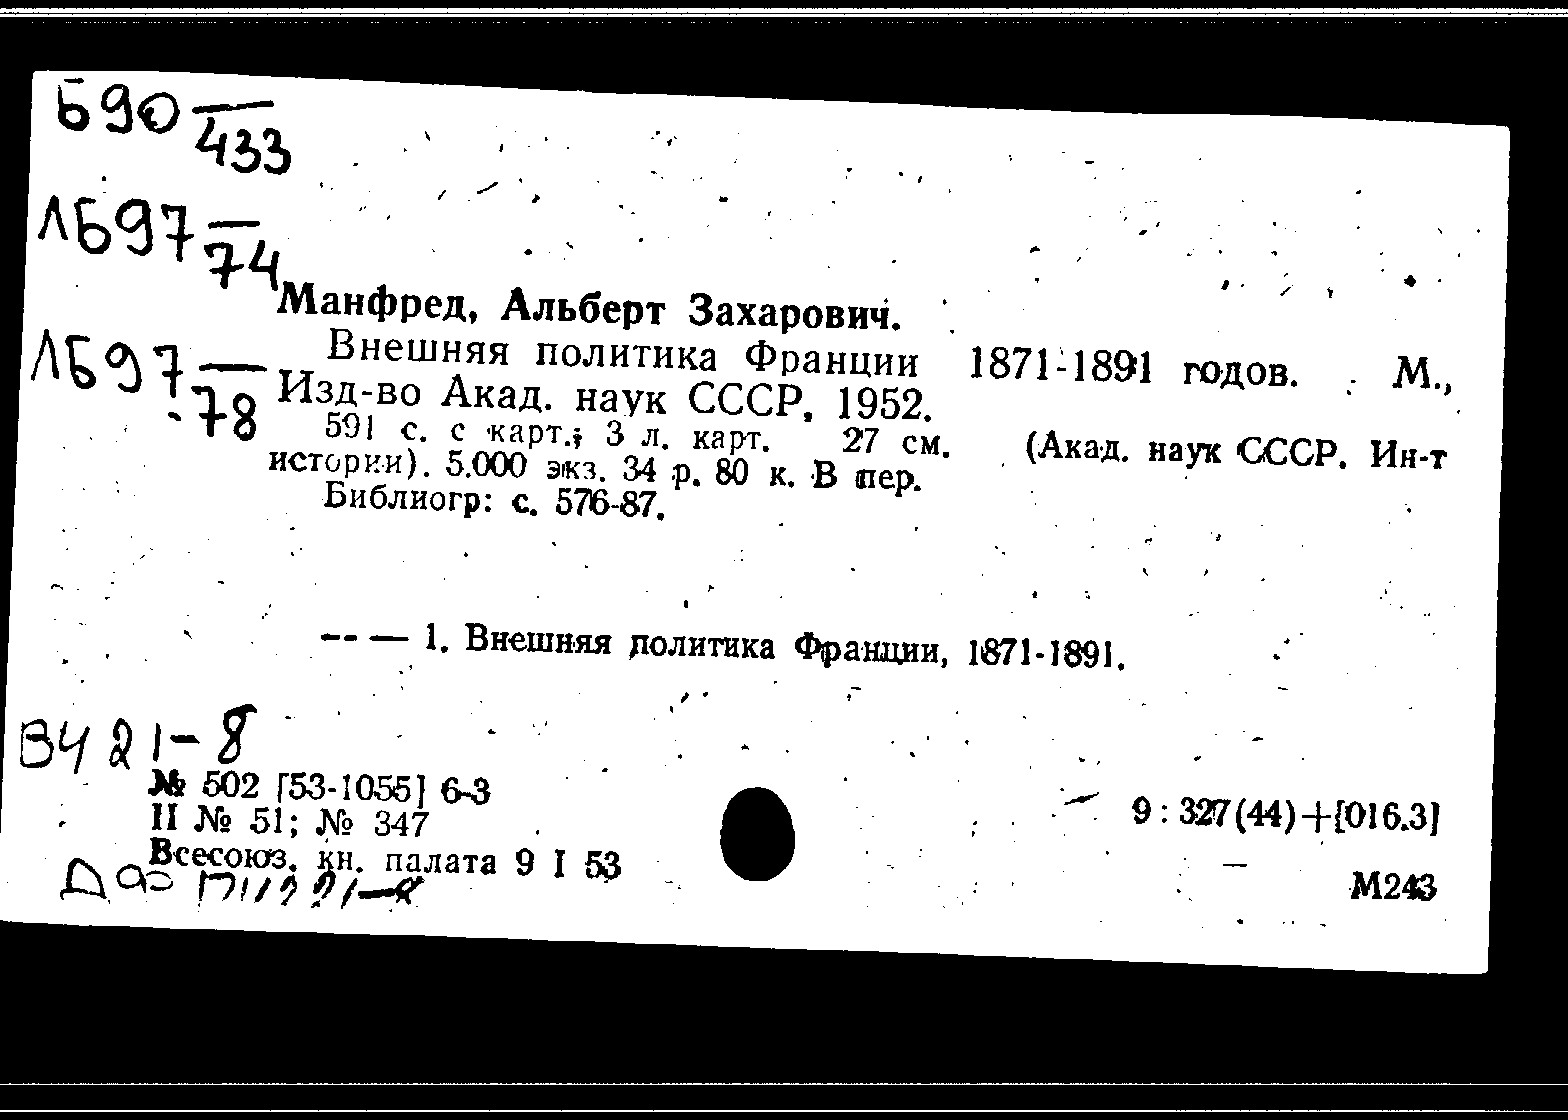 Б90 —
433
ЛБ97 —
74
Манфред, Альберт Захарович.
Внешняя политика Франции 1871-1891 годов. М.,
ЛБ97 —
78
Изд-во Акад. наук СССР, 1952.
591 с. с карт.; 3 л. карт. 27 см. (Акад. наук СССР. Ин-т
истории). 5.000 экз. 34 р. 80 к. В пер.
Библиогр: с. 576-87.
-- — 1. Внешняя политика Франции, 1871-1891.
В421-8
№ 502 [53-1055] 6-3
II № 51; № 347
Всесоюз. кн. палата 9 I 53
9 : 327(44)+[016.3]
М243